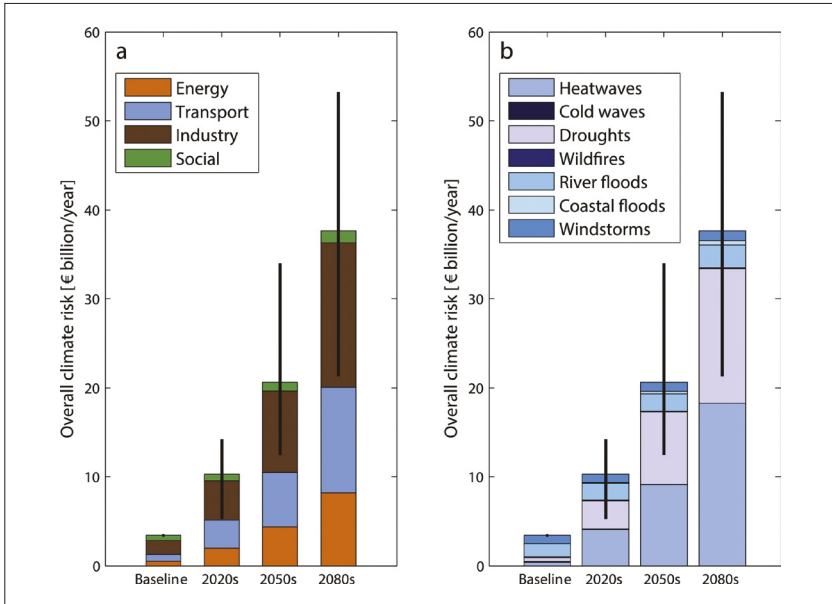 a
Energy
Transport
Industry
Social
Overall climate risk [€ billion/year]
60
50
40
30
20
10
0
Baseline 2020s 2050s 2080s
b
Heatwaves
Cold waves
Droughts
Wildfires
River floods
Coastal floods
Windstorms
Overall climate risk [€ billion/year]
60
50
40
30
20
10
0
Baseline 2020s 2050s 2080s